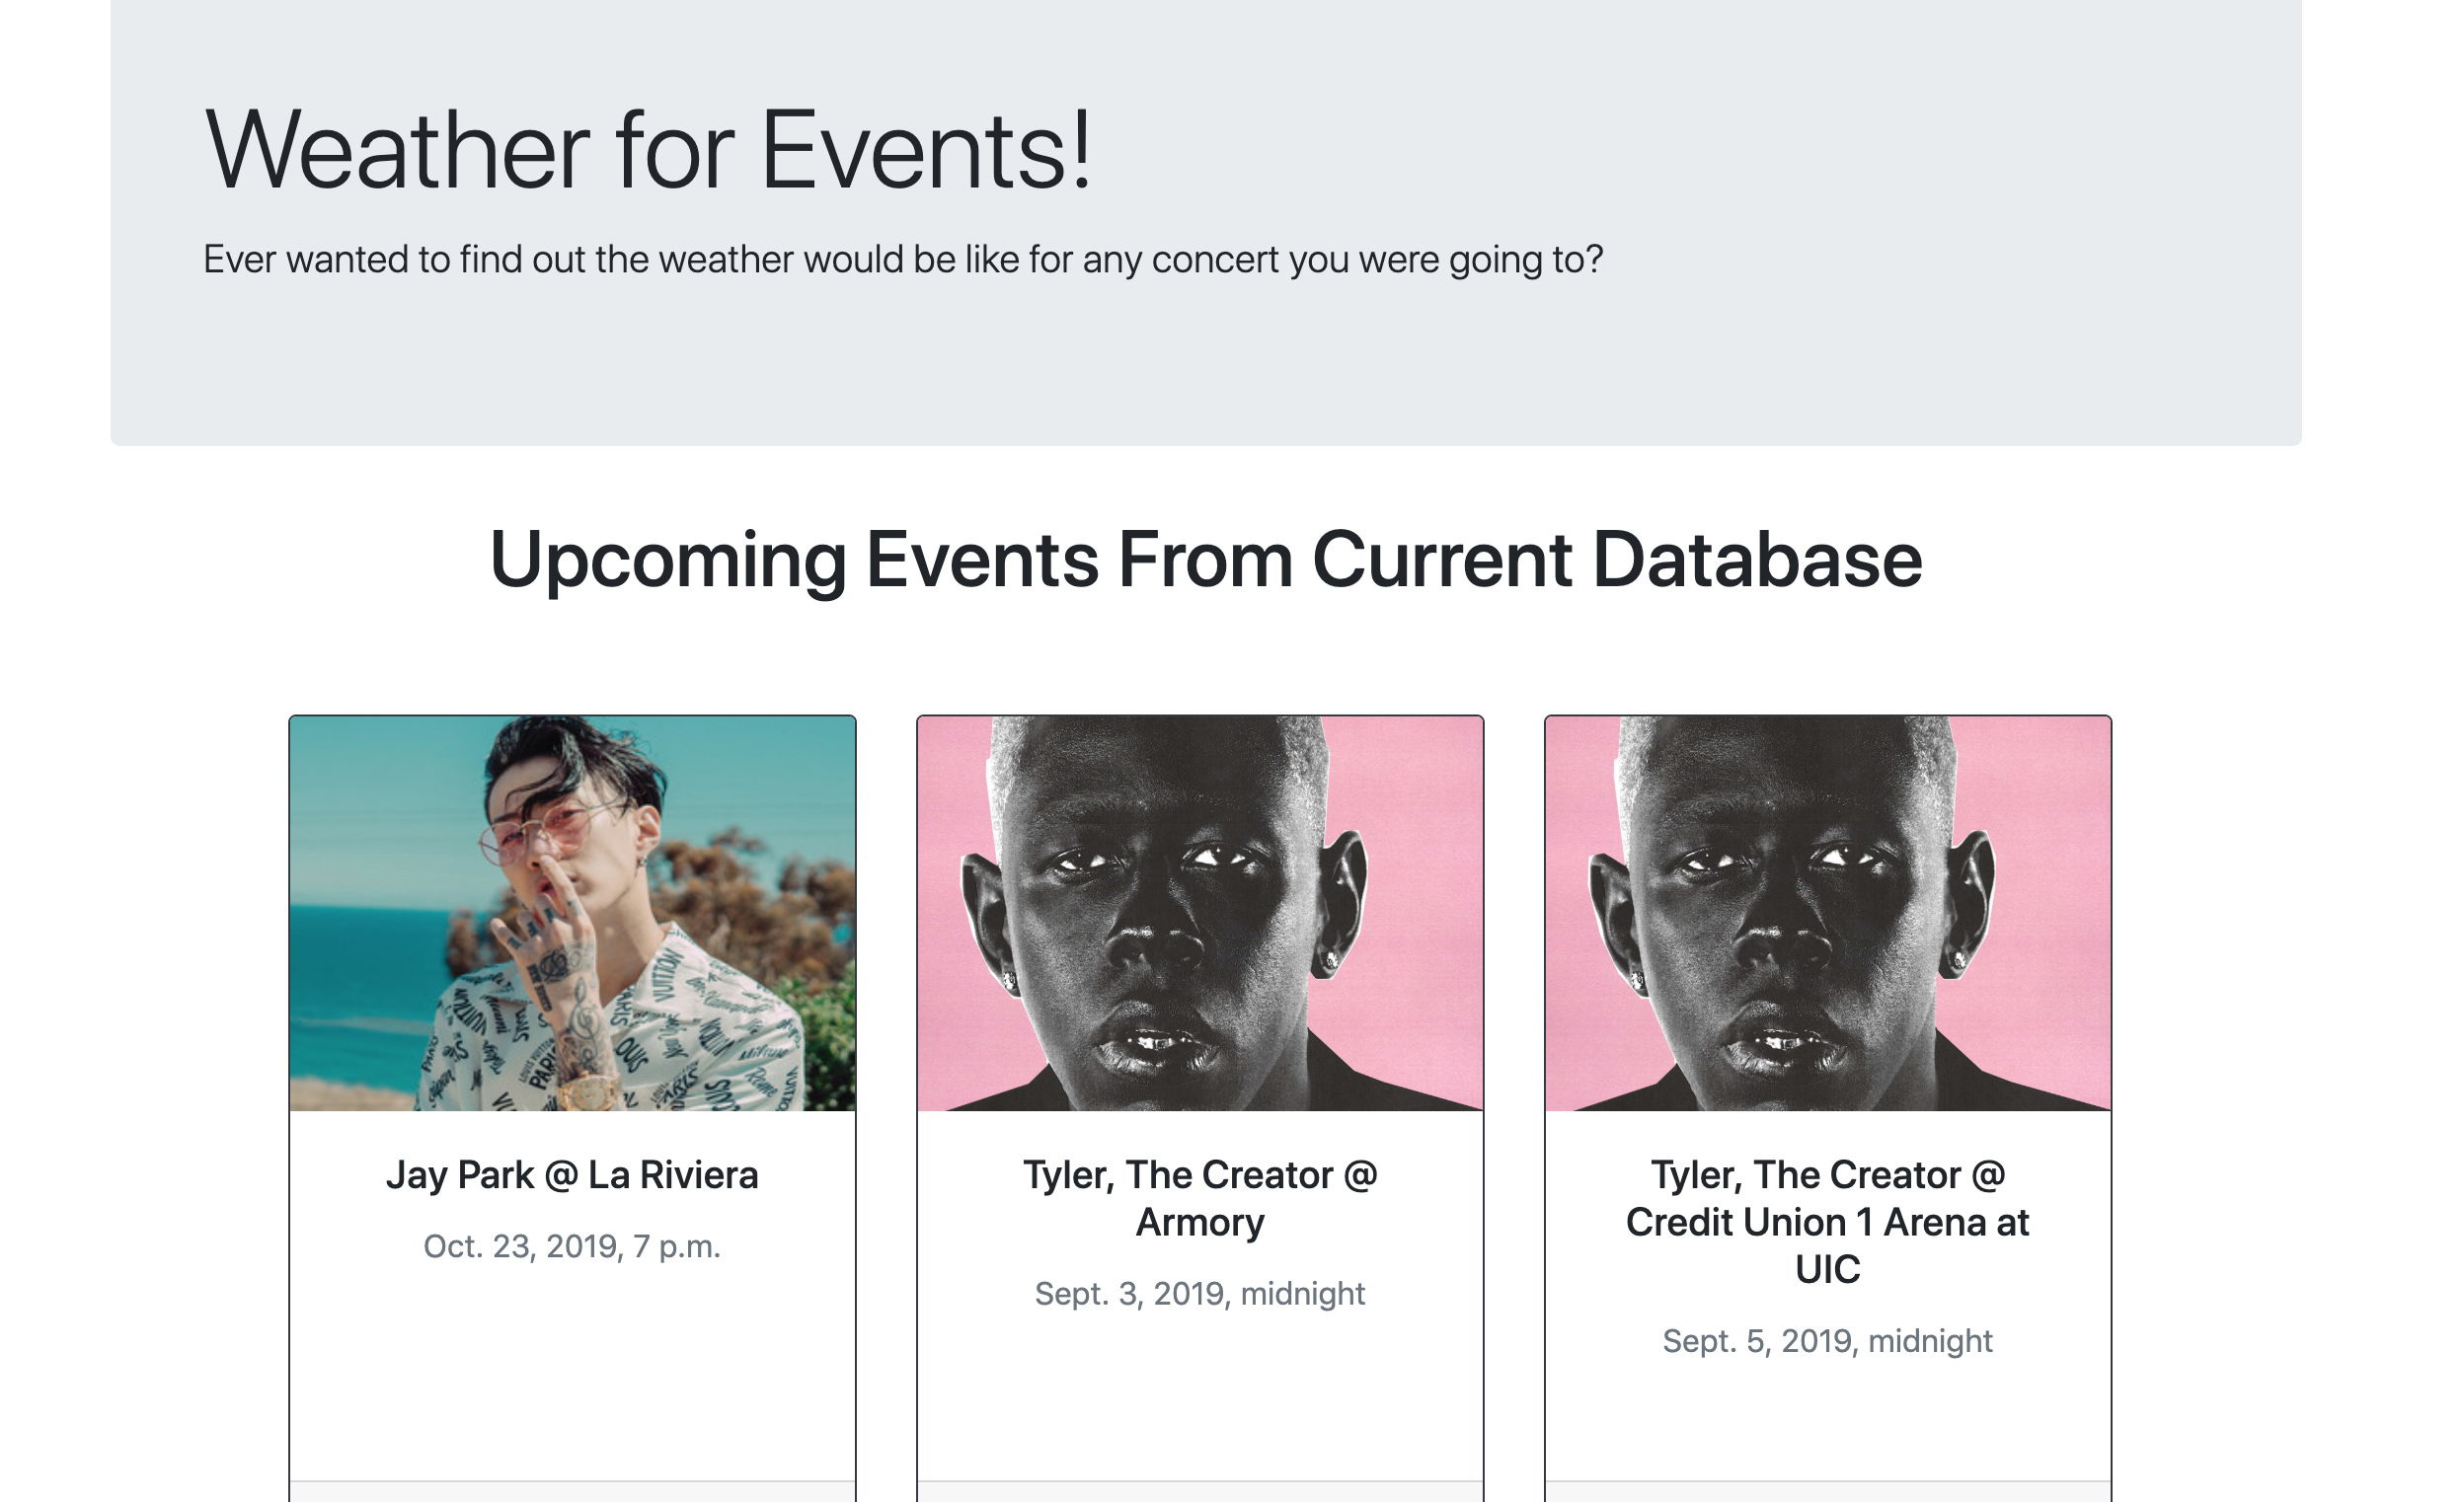 Weather for Events!
Ever wanted to find out the weather would be like for any concert you were going to?
Upcoming Events From Current Database
VUITTON
PARIS
Jay Park @ La Riviera
Oct. 23, 2019, 7 p.m.
Tyler, The Creator @
Armory
Sept. 3, 2019, midnight
Tyler, The Creator @
Credit Union 1 Arena at
UIC
Sept. 5, 2019, midnight